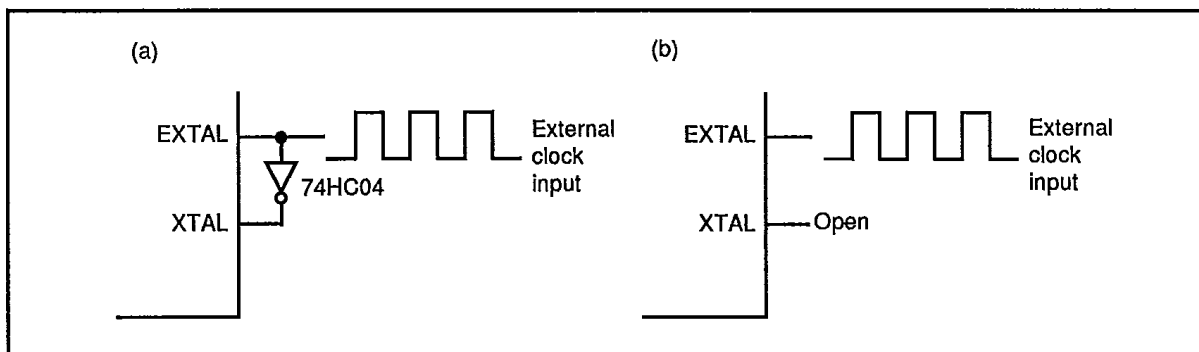 (a)
EXTAL
External
clock
input
74HC04
XTAL
(b)
EXTAL
External
clock
input
XTAL
Open